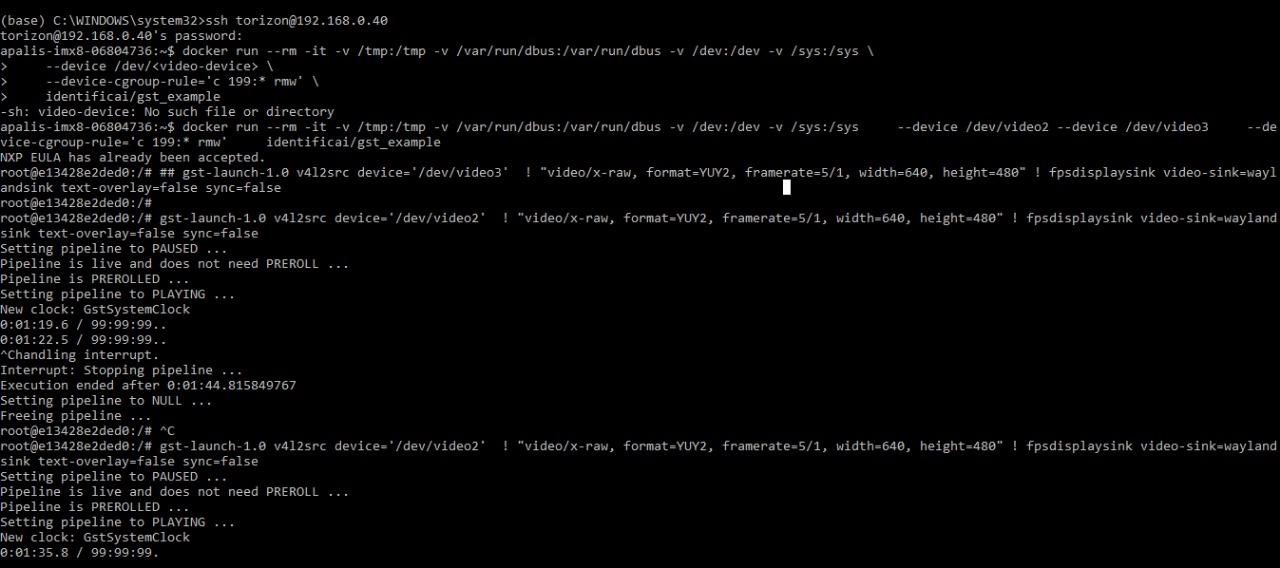 (base) C:\WINDOWS\system32>ssh torizon@192.168.0.40
torizon@192.168.0.40's password:
apalis-imx8-06804736:~$ docker run --rm -it -v /tmp:/tmp -v /var/run/dbus:/var/run/dbus -v /dev:/dev -v /sys:/sys \
>     --device /dev/<video-device> \
>     --device-cgroup-rule='c 199:* rmw' \
>     identificai/gst_example
-sh: video-device: No such file or directory
apalis-imx8-06804736:~$ docker run --rm -it -v /tmp:/tmp -v /var/run/dbus:/var/run/dbus -v /dev:/dev -v /sys:/sys     --device /dev/video2 --device /dev/video3     --de
vice-cgroup-rule='c 199:* rmw'     identificai/gst_example
NXP EULA has already been accepted.
root@e13428e2ded0:/# ## gst-launch-1.0 v4l2src device='/dev/video3'  ! "video/x-raw, format=YUY2, framerate=5/1, width=640, height=480" ! fpsdisplaysink video-sink=wayl
andsink text-overlay=false sync=false
root@e13428e2ded0:/#
root@e13428e2ded0:/# gst-launch-1.0 v4l2src device='/dev/video2'  ! "video/x-raw, format=YUY2, framerate=5/1, width=640, height=480" ! fpsdisplaysink video-sink=wayland
sink text-overlay=false sync=false
Setting pipeline to PAUSED ...
Pipeline is live and does not need PREROLL ...
Pipeline is PREROLLED ...
Setting pipeline to PLAYING ...
New clock: GstSystemClock
0:01:19.6 / 99:99:99..
0:01:22.5 / 99:99:99..
^Chandling interrupt.
Interrupt: Stopping pipeline ...
Execution ended after 0:01:44.815849767
Setting pipeline to NULL ...
Freeing pipeline ...
root@e13428e2ded0:/# ^C
root@e13428e2ded0:/# gst-launch-1.0 v4l2src device='/dev/video2'  ! "video/x-raw, format=YUY2, framerate=5/1, width=640, height=480" ! fpsdisplaysink video-sink=wayland
sink text-overlay=false sync=false
Setting pipeline to PAUSED ...
Pipeline is live and does not need PREROLL ...
Pipeline is PREROLLED ...
Setting pipeline to PLAYING ...
New clock: GstSystemClock
0:01:35.8 / 99:99:99.